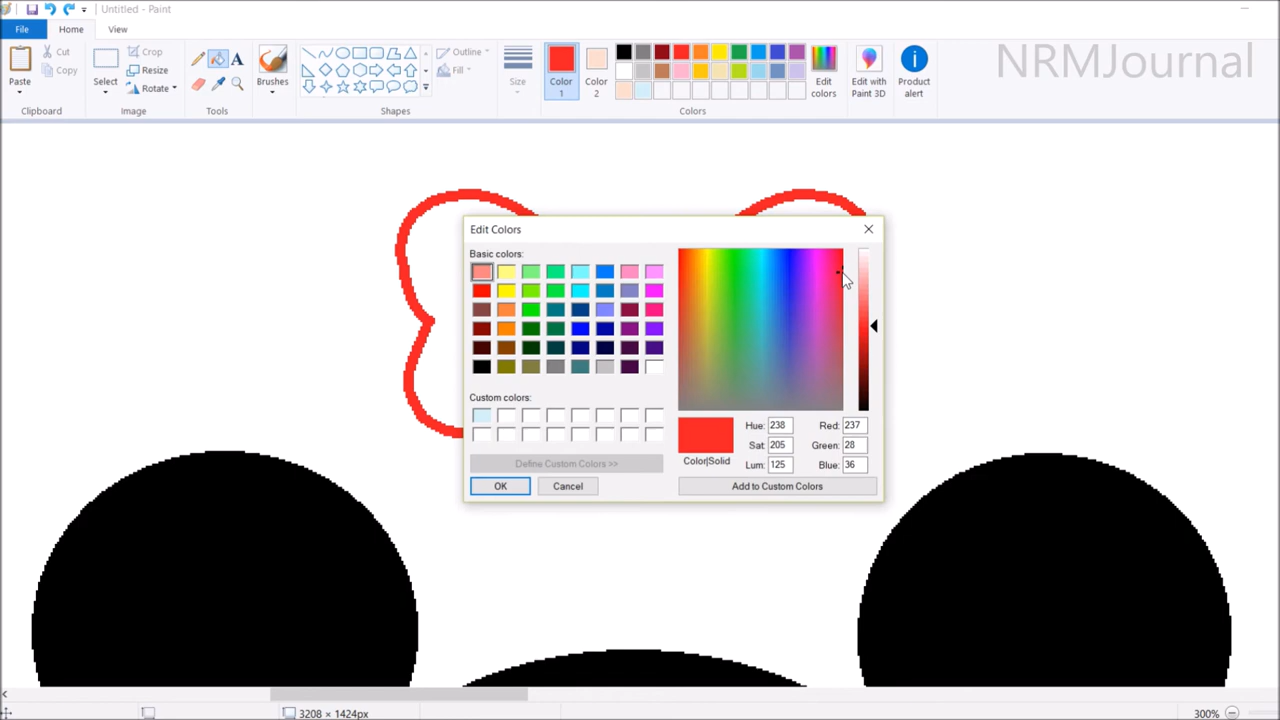 Untitled - Paint
File Home View
Paste
Cut
Copy
Clipboard
Select
Crop
Resize
Rotate
Image
A
Tools
Brushes
Shapes
Outline
Fill
Size
Color 1
Color 2
Edit colors
Colors
Edit with Paint 3D
Product alert
NRMJournal
Edit Colors
Basic colors:
Custom colors:
Define Custom Colors >>
OK Cancel
Color|Solid
Hue: 238 Red: 237
Sat: 205 Green: 28
Lum: 125 Blue: 36
Add to Custom Colors
3208 × 1424px
300%